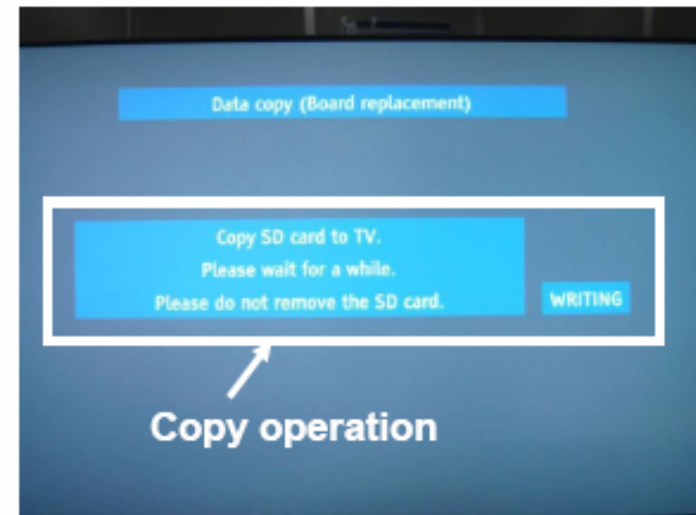 Data copy (Board replacement)
Copy SD card to TV.
Please wait for a while.
Please do not remove the SD card.
WRITING
Copy operation